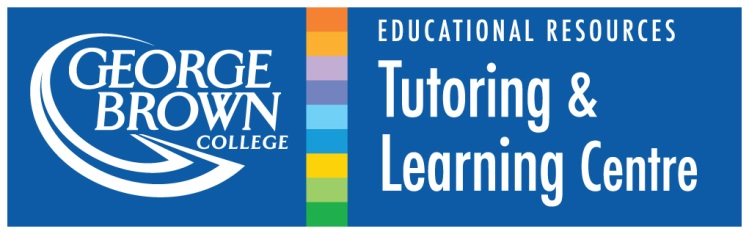 GEORGE
BROWN
COLLEGE
EDUCATIONAL RESOURCES
Tutoring &
Learning Centre